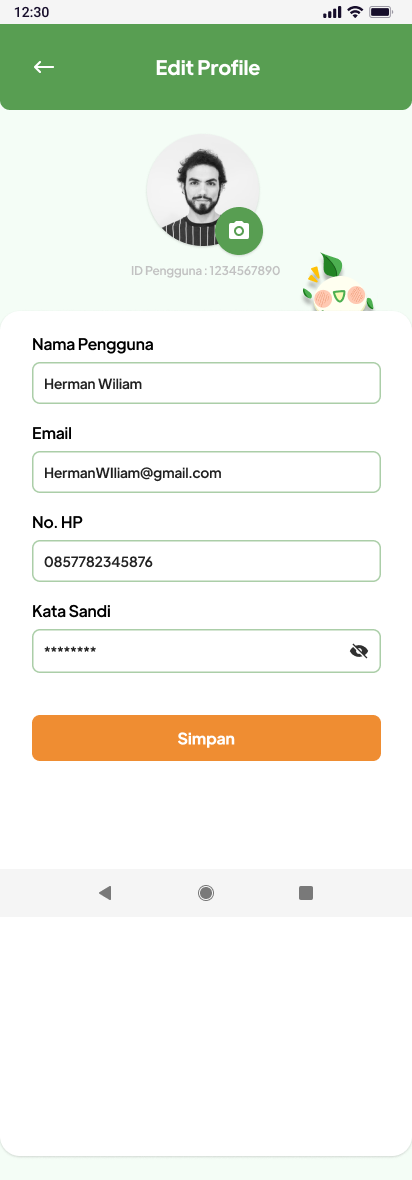 12:30
Edit Profile
ID Pengguna : 1234567890
Nama Pengguna
Herman Wiliam
Email
HermanWIliam@gmail.com
No. HP
0857782345876
Kata Sandi
********
Simpan